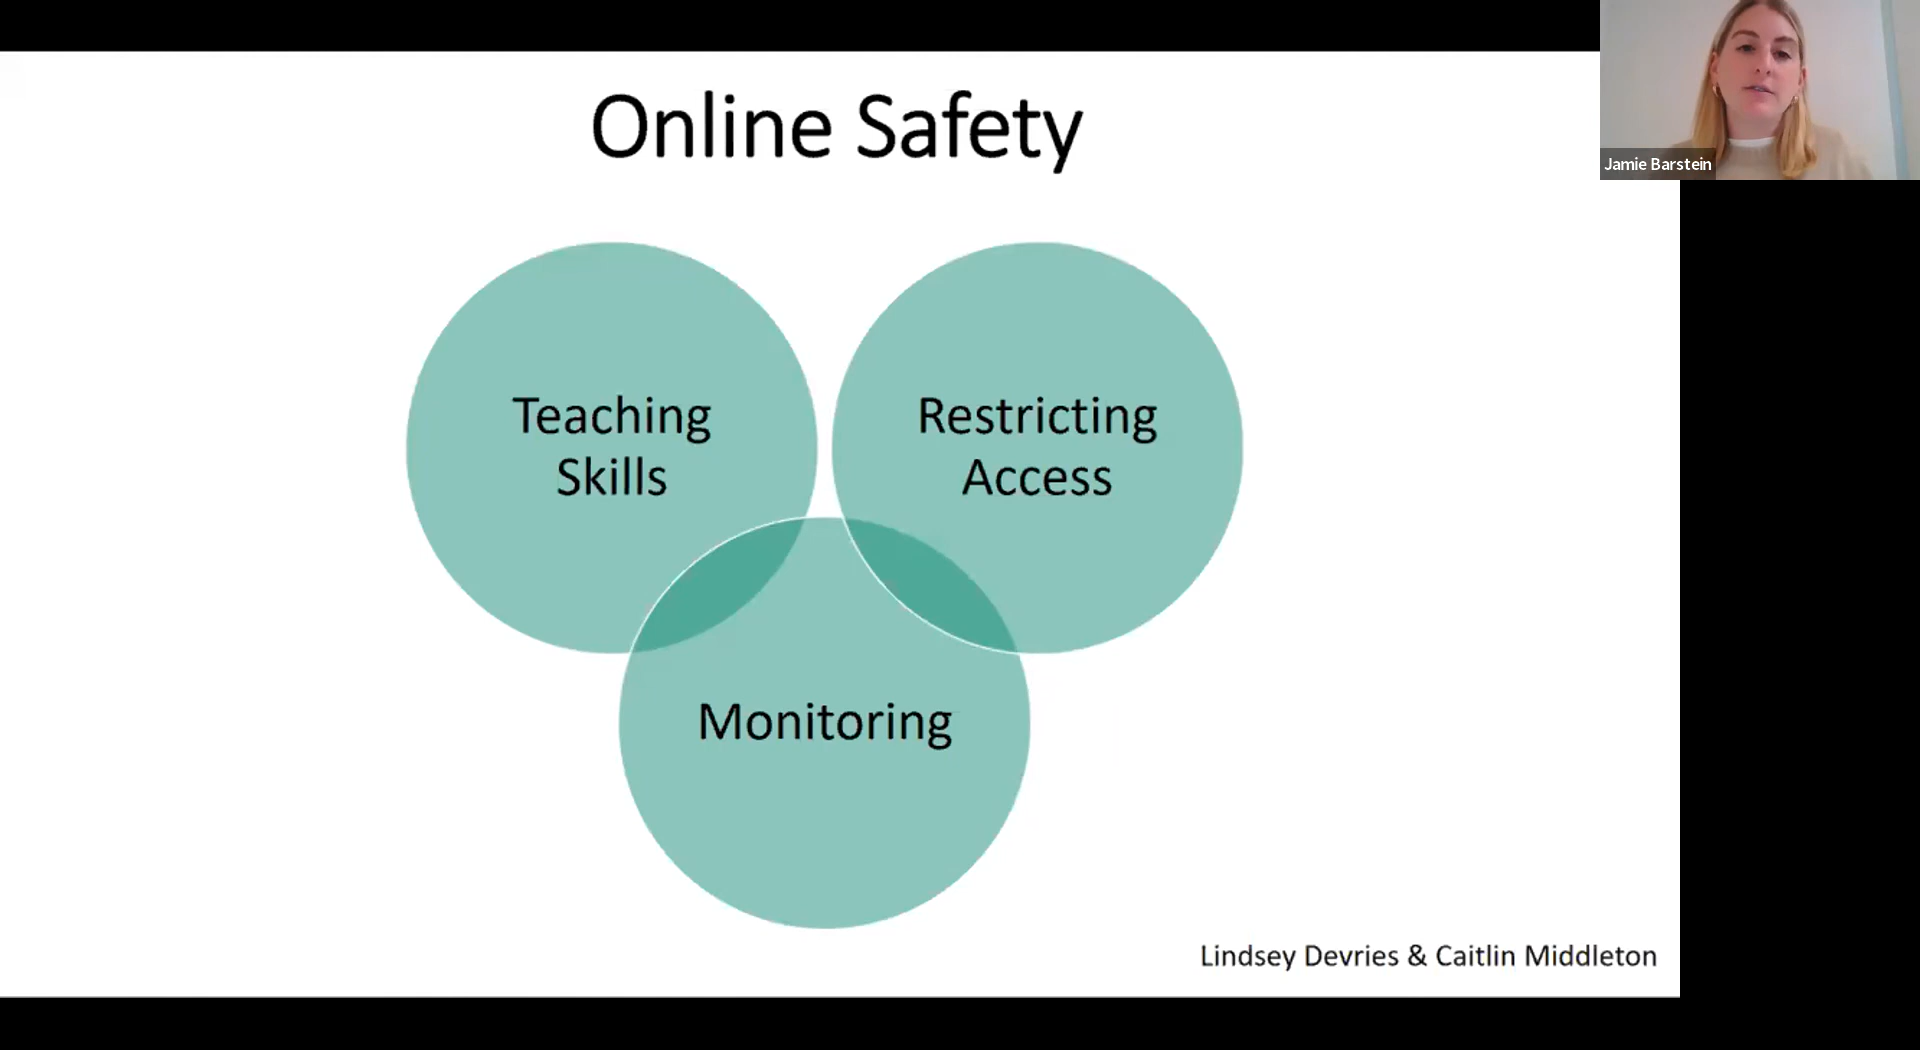 Online Safety
Jamie Barstein
Teaching
Skills
Restricting
Access
Monitoring
Lindsey Devries & Caitlin Middleton